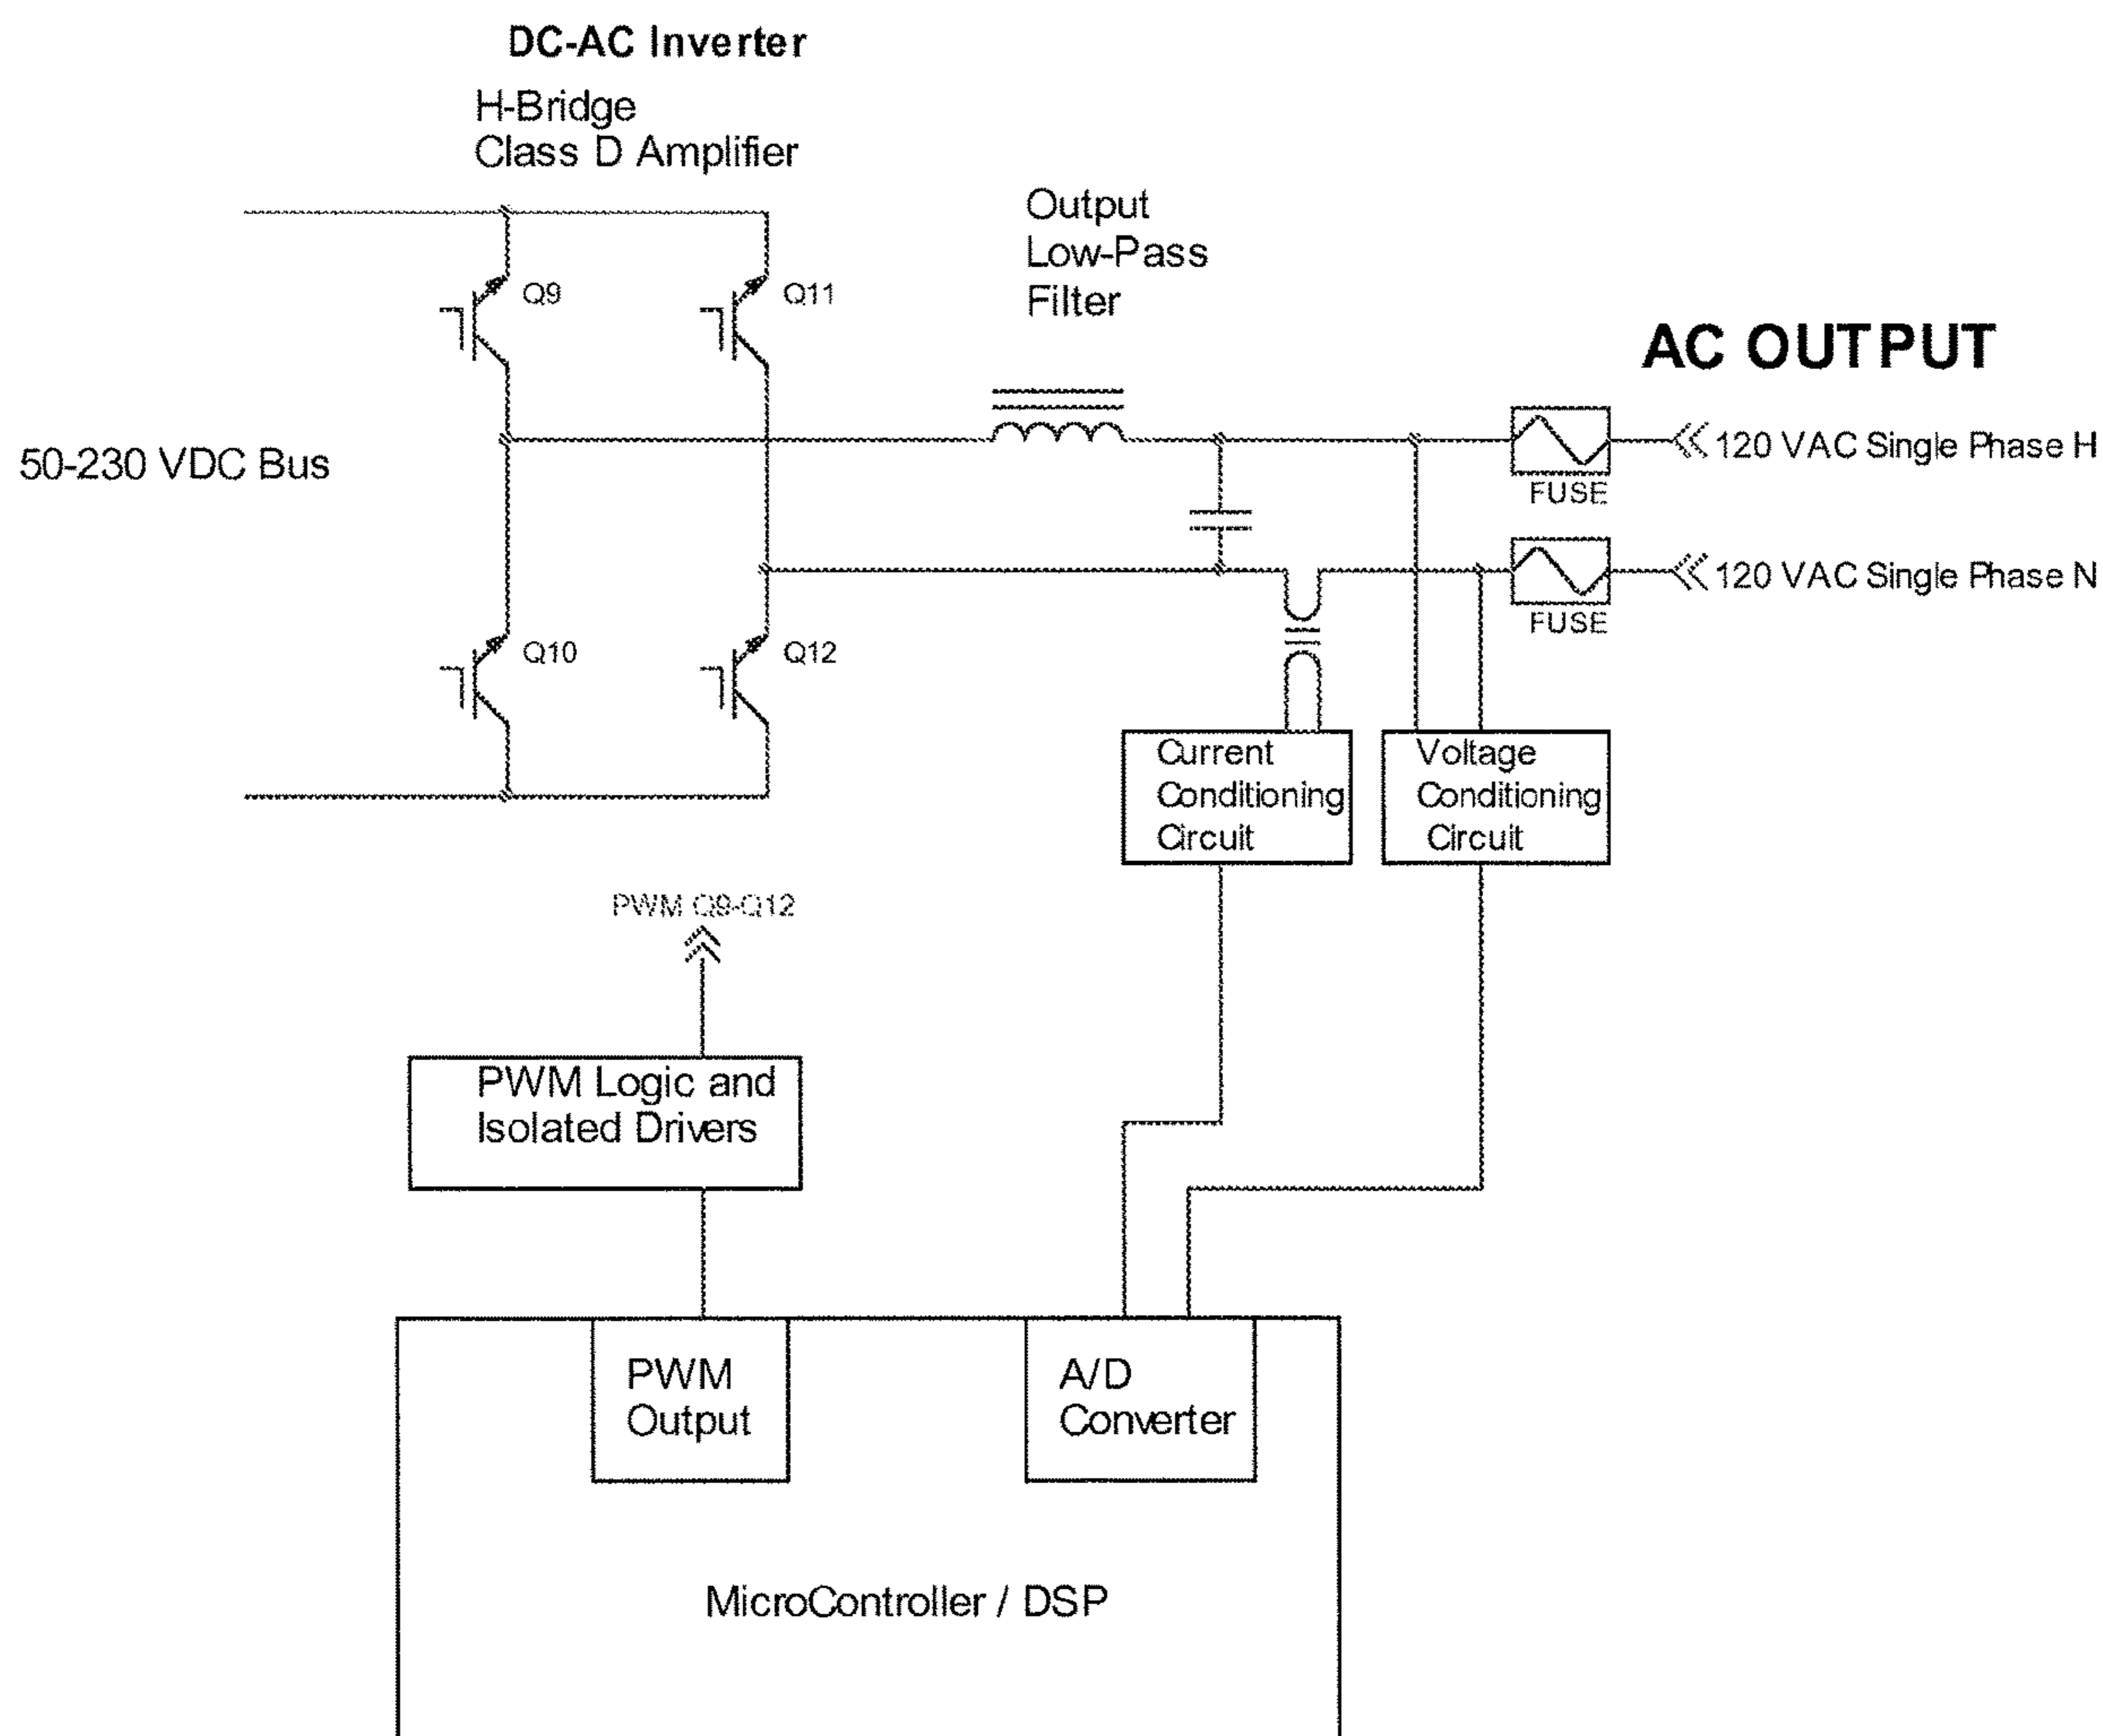 DC-AC Inverter
H-Bridge
Class D Amplifier
Output
Low-Pass
Filter
Q9
Q11
AC OUTPUT
50-230 VDC Bus
120 VAC Single Phase H
FUSE
120 VAC Single Phase N
FUSE
Q10
Q12
Current
Conditioning
Circuit
Voltage
Conditioning
Circuit
PWM Q9-Q12
PWM Logic and
Isolated Drivers
PWM
Output
A/D
Converter
MicroController / DSP